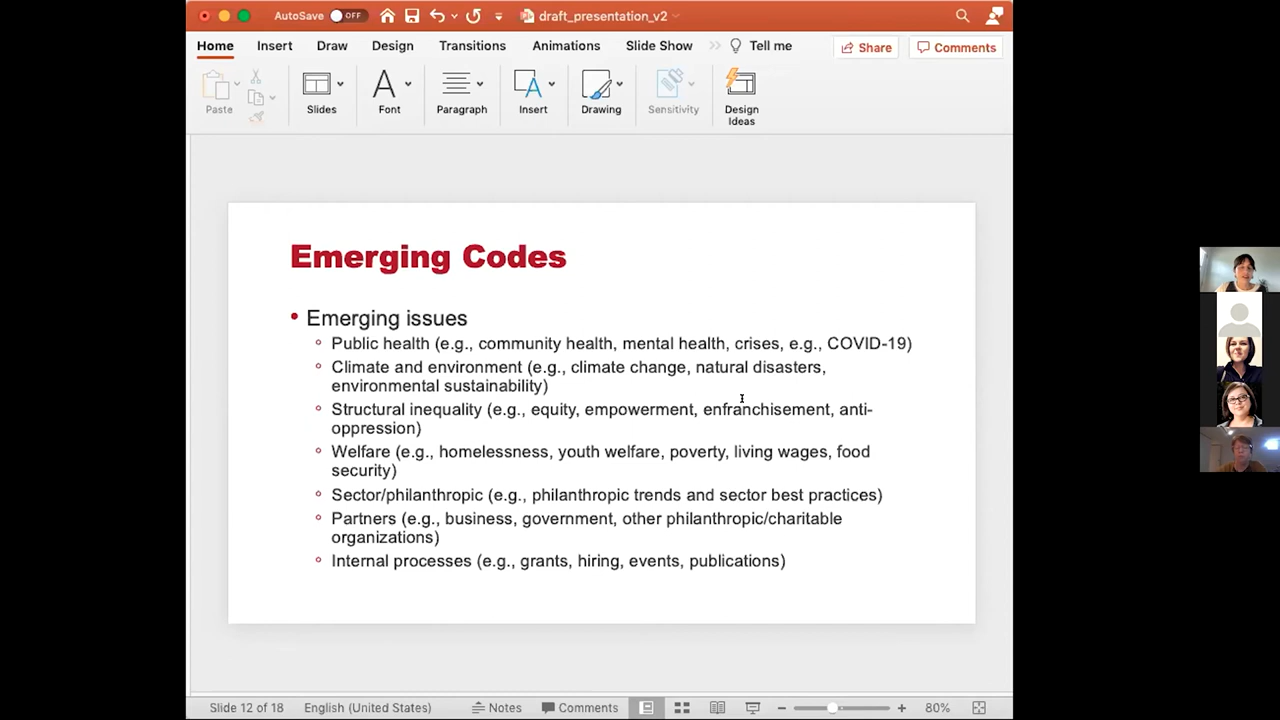 AutoSave OFF draft_presentation_v2
Home Insert Draw Design Transitions Animations Slide Show Tell me Share Comments
Paste Slides Font Paragraph Insert Drawing Sensitivity Design
Ideas
Emerging Codes
• Emerging issues
◦ Public health (e.g., community health, mental health, crises, e.g., COVID-19)
◦ Climate and environment (e.g., climate change, natural disasters,
environmental sustainability)
◦ Structural inequality (e.g., equity, empowerment, enfranchisement, anti-
oppression)
◦ Welfare (e.g., homelessness, youth welfare, poverty, living wages, food
security)
◦ Sector/philanthropic (e.g., philanthropic trends and sector best practices)
◦ Partners (e.g., business, government, other philanthropic/charitable
organizations)
◦ Internal processes (e.g., grants, hiring, events, publications)
Slide 12 of 18 English (United States) Notes Comments 80%